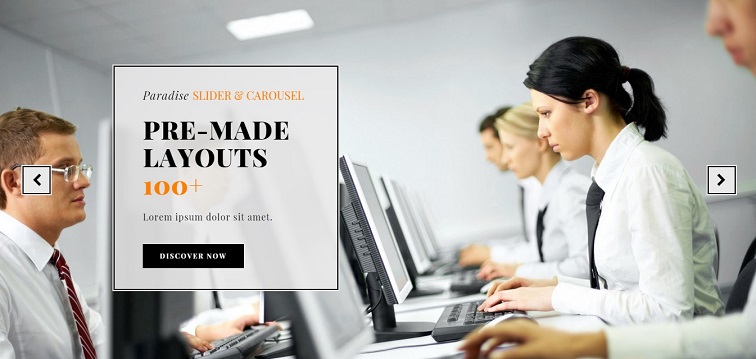 Paradise SLIDER & CAROUSEL
PRE-MADE
LAYOUTS
100+
Lorem ipsum dolor sit amet.
DISCOVER NOW